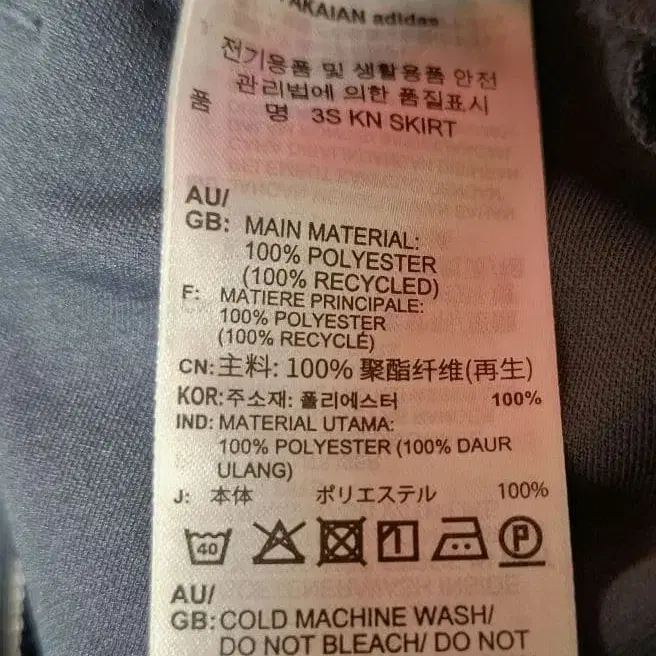 PAKAIAN adidas
전기용품 및 생활용품 안전
관리법에 의한 품질표시
품 명 3S KN SKIRT
AU/
GB: MAIN MATERIAL:
100% POLYESTER
(100% RECYCLED)
F: MATIERE PRINCIPALE:
100% POLYESTER
(100% RECYCLÉ)
CN:主料: 100% 聚酯纤维(再生)
KOR:주소재: 폴리에스터 100%
IND: MATERIAL UTAMA:
100% POLYESTER (100% DAUR
ULANG)
J: 本体 ポリエステル 100%
40 P
AU/
GB:COLD MACHINE WASH/
DO NOT BLEACH/ DO NOT